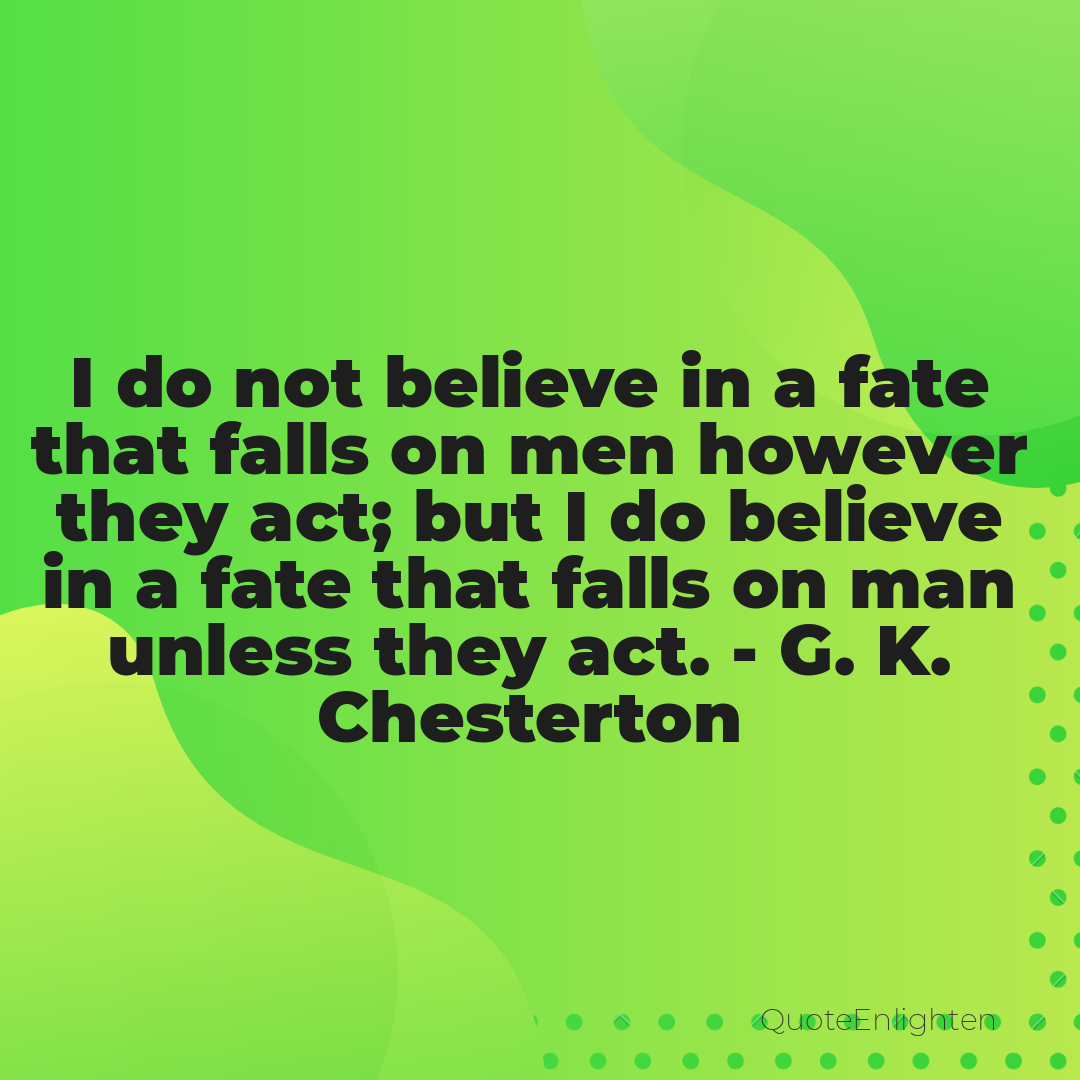 I do not believe in a fate
that falls on men however
they act; but I do believe
in a fate that falls on man
unless they act. - G. K.
Chesterton
QuoteEnlighten